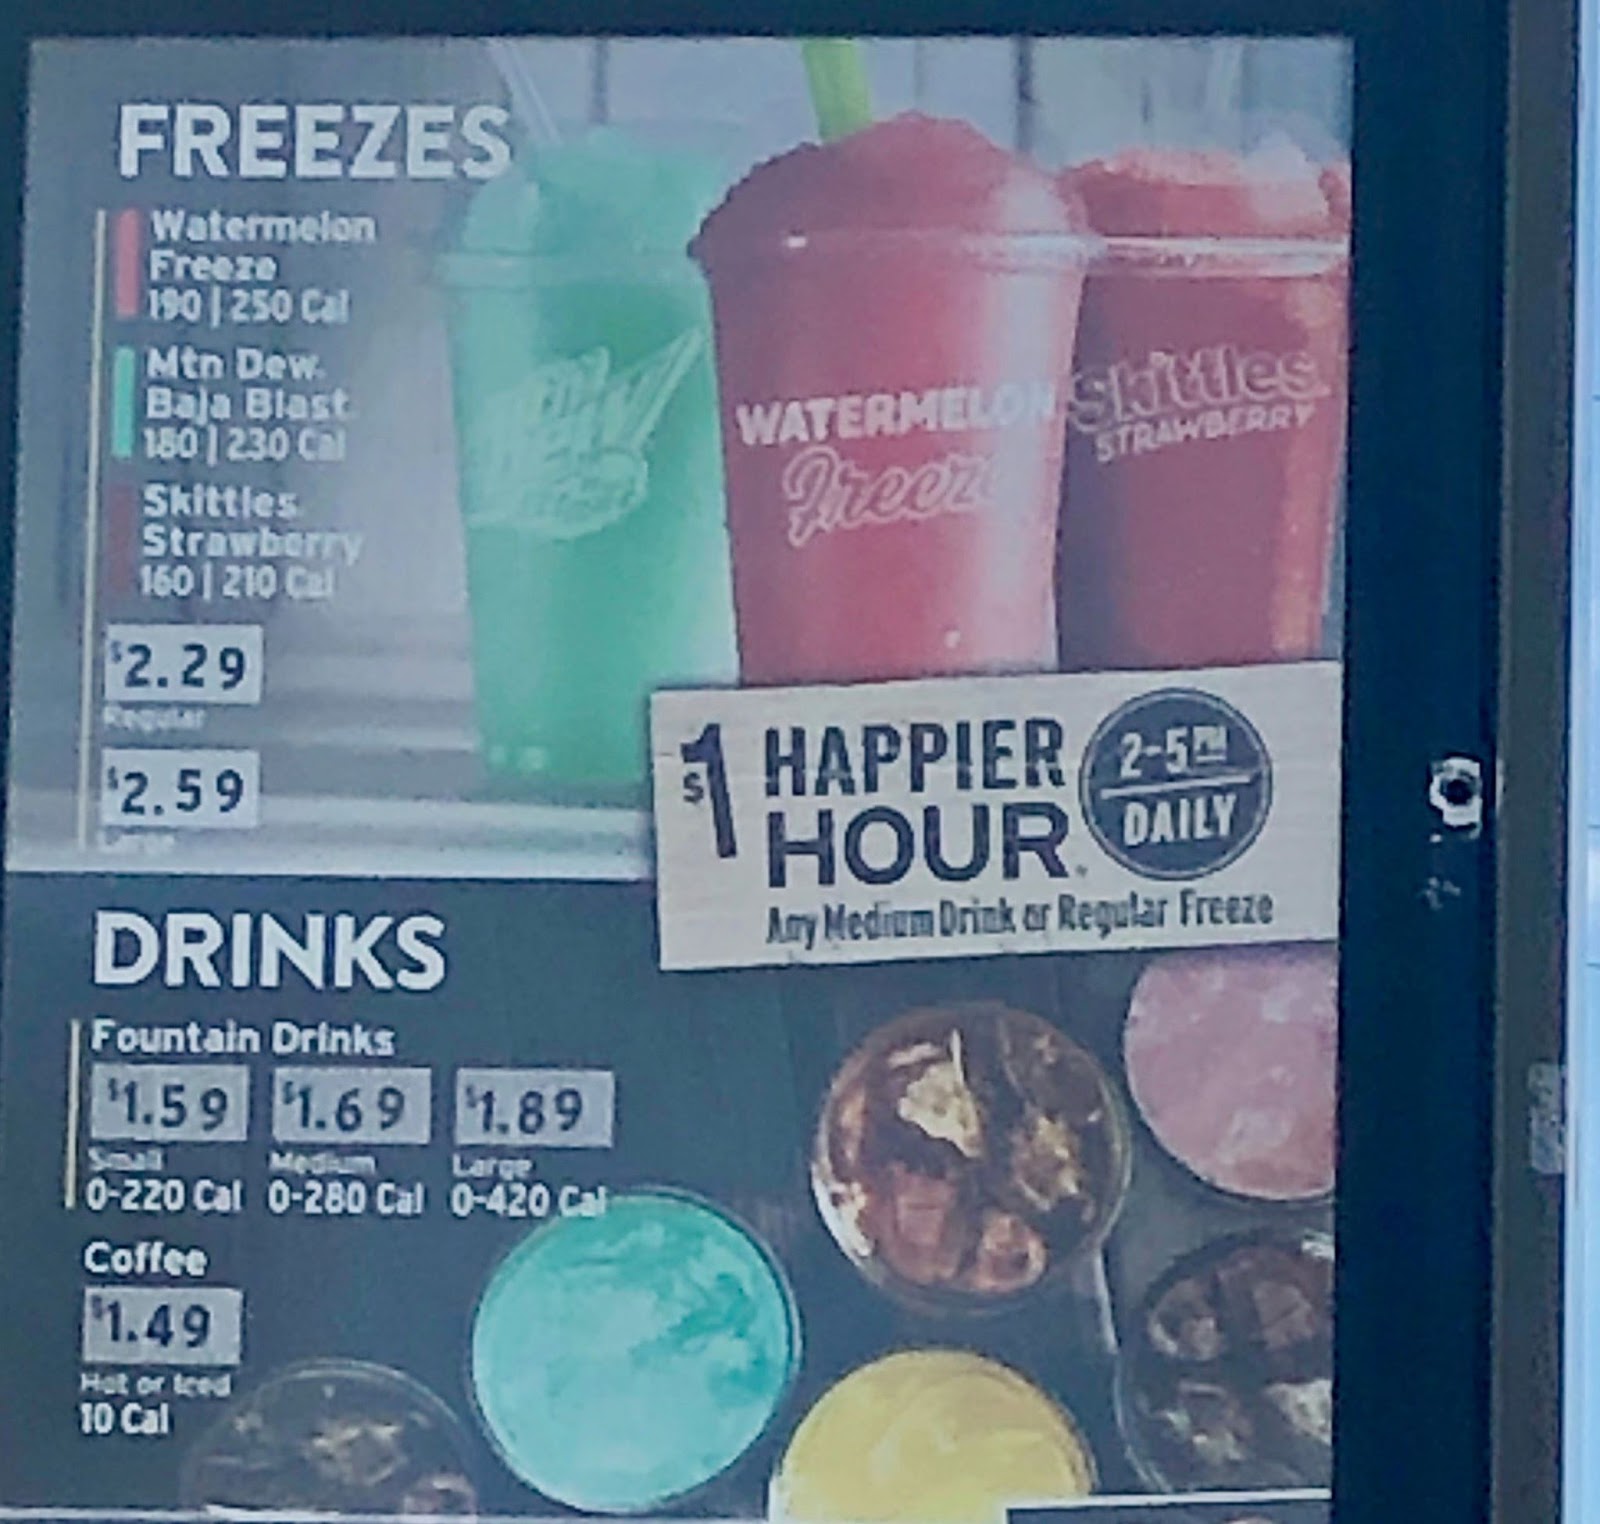 FREEZES
Watermelon
Freeze
190 | 250 Cal
Mtn Dew.
Baja Blast.
180 | 230 Cal
Skittles.
Strawberry
160 | 210 Cal
$2.29
Regular
$2.59
Large
WATERMELON
Freeze
Skittles
STRAWBERRY
$1 HAPPIER
HOUR.
2-5PM
DAILY
Any Medium Drink or Regular Freeze
DRINKS
Fountain Drinks
$1.59 $1.69 $1.89
Small Medium Large
0-220 Cal 0-280 Cal 0-420 Cal
Coffee
$1.49
Hot or Iced
10 Cal